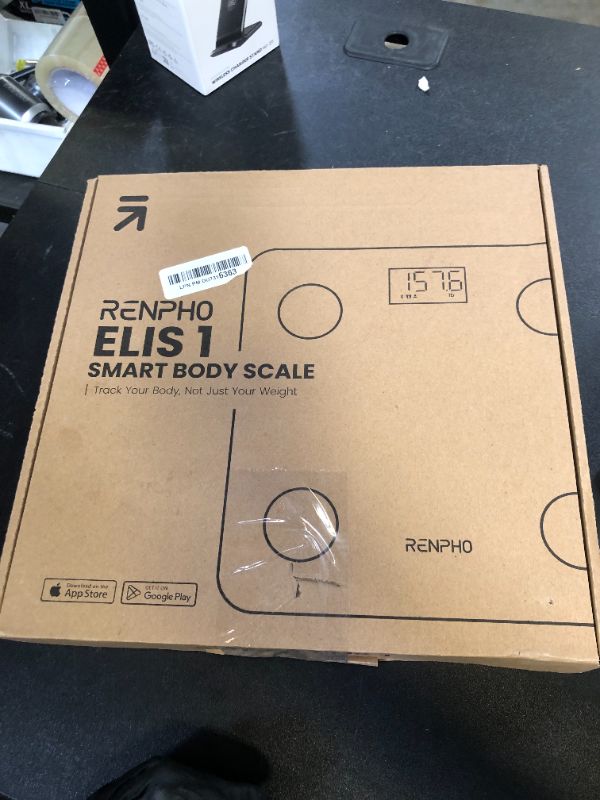 WIRELESS CHARGING STAND
6363
RENPHO
ELIS 1
SMART BODY SCALE
Track Your Body, Not Just Your Weight
157.6
RENPHO
Download on the
App Store
GET IT ON
Google Play